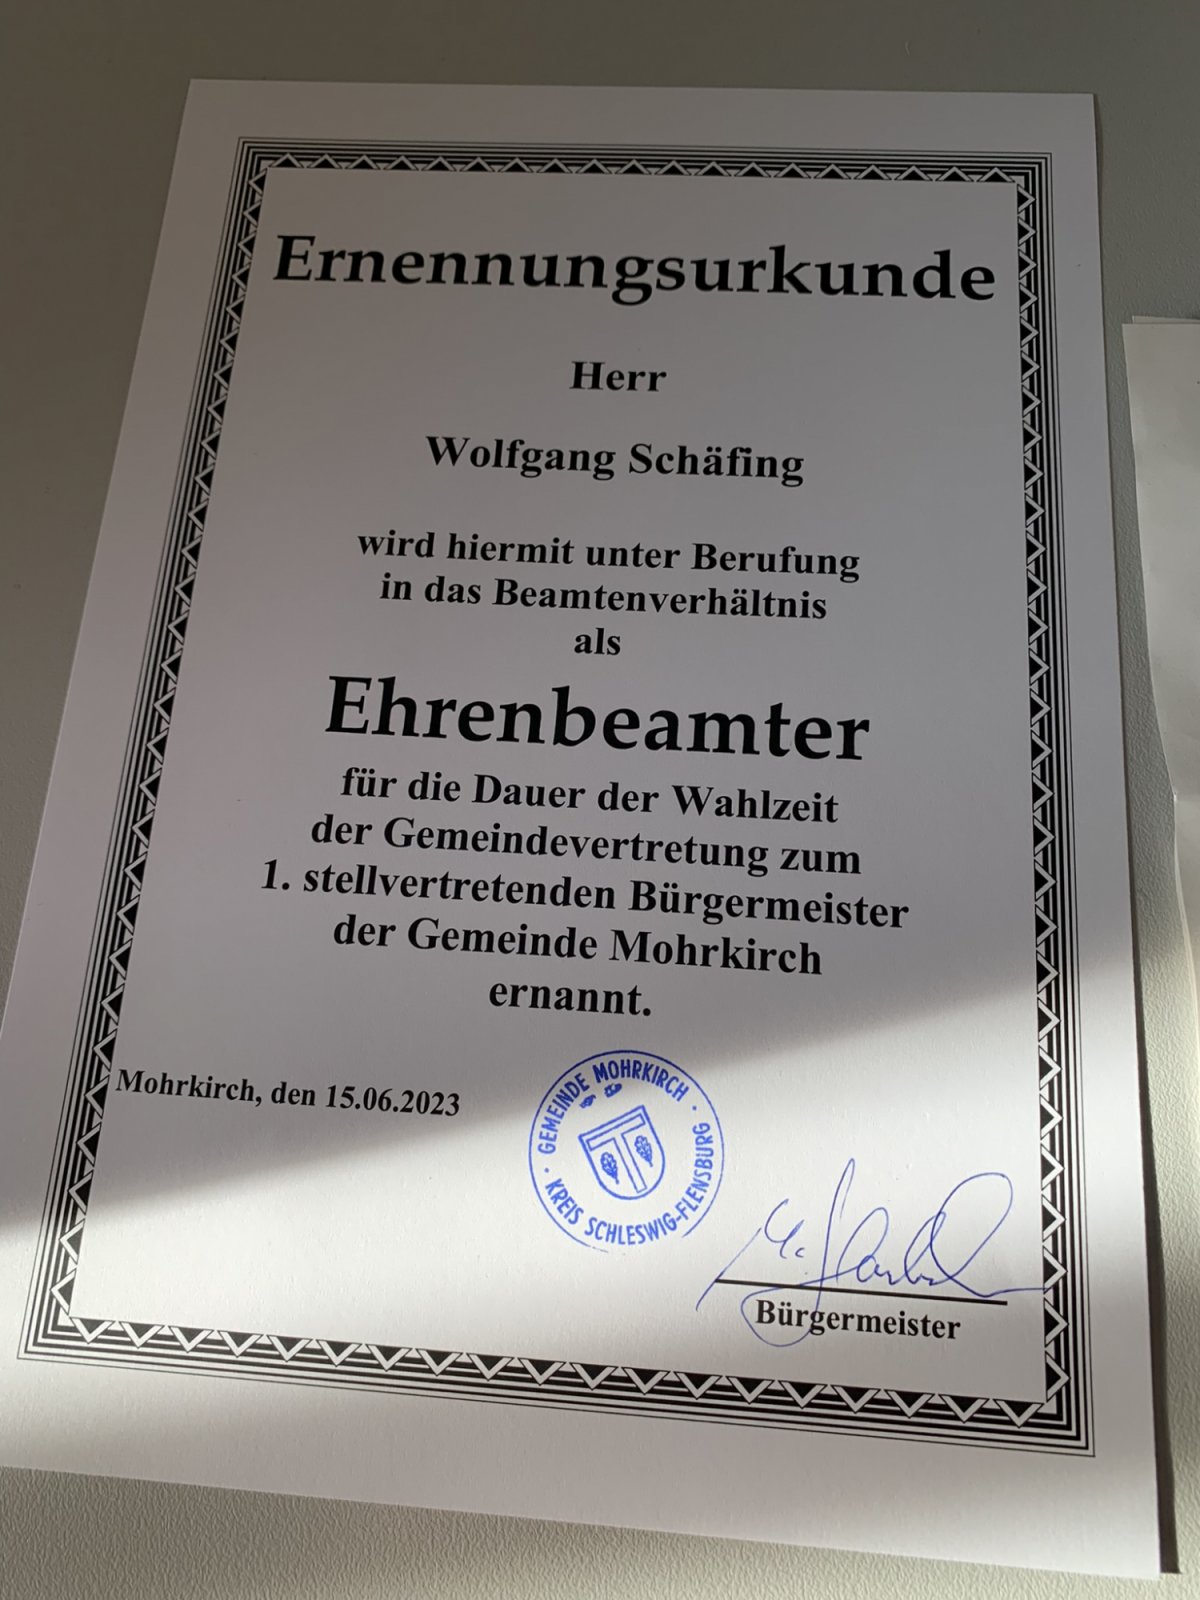 Ernennungsurkunde
Herr
Wolfgang Schäfing
wird hiermit unter Berufung
in das Beamtenverhältnis
als
Ehrenbeamter
für die Dauer der Wahlzeit
der Gemeindevertretung zum
1. stellvertretenden Bürgermeister
der Gemeinde Mohrkirch
ernannt.
Mohrkirch, den 15.06.2023
· GEMEINDE MOHRKIRCH ·
KREIS SCHLESWIG-FLENSBURG
Bürgermeister